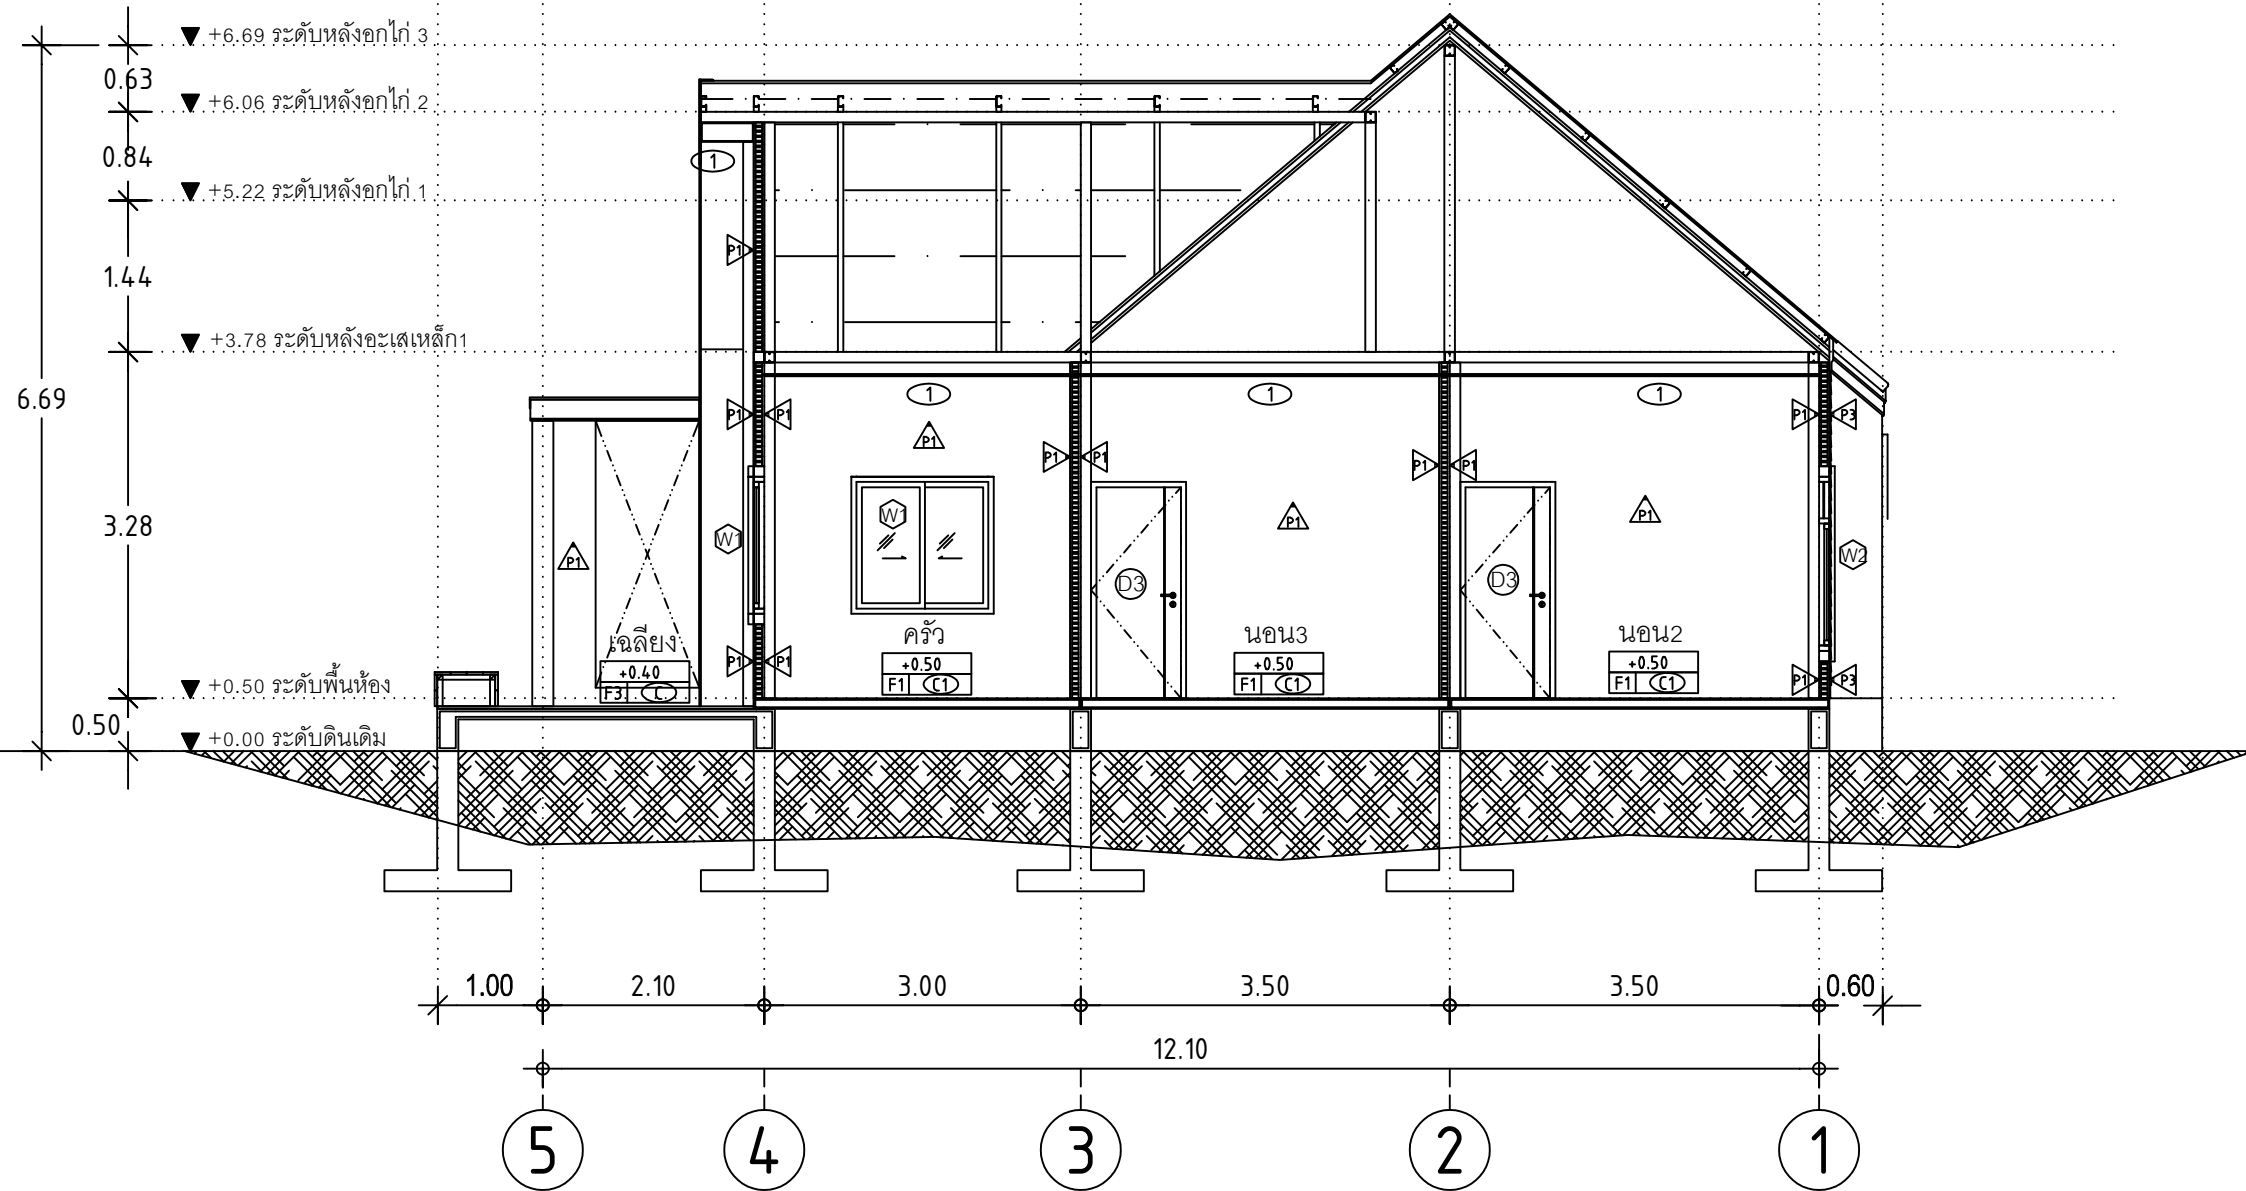 +6.69 ระดับหลังอกไก่ 3
0.63
+6.06 ระดับหลังอกไก่ 2
0.84
1
+5.22 ระดับหลังอกไก่ 1
P1
1.44
+3.78 ระดับหลังอะเสเหล็ก1
6.69
1 1 1
P1 P1 P1 P1 P3
P1 P1 P1 P1 P1
3.28
W1 W1 P1 P1
P1 D3 D3 W2
เฉลียง ครัว นอน3 นอน2
P1 P1 P1 P3
+0.40 +0.50 +0.50 +0.50
F3 C F1 C1 F1 C1 F1 C1
+0.50 ระดับพื้นห้อง
0.50
+0.00 ระดับดินเดิม
1.00 2.10 3.00 3.50 3.50 0.60
12.10
5 4 3 2 1